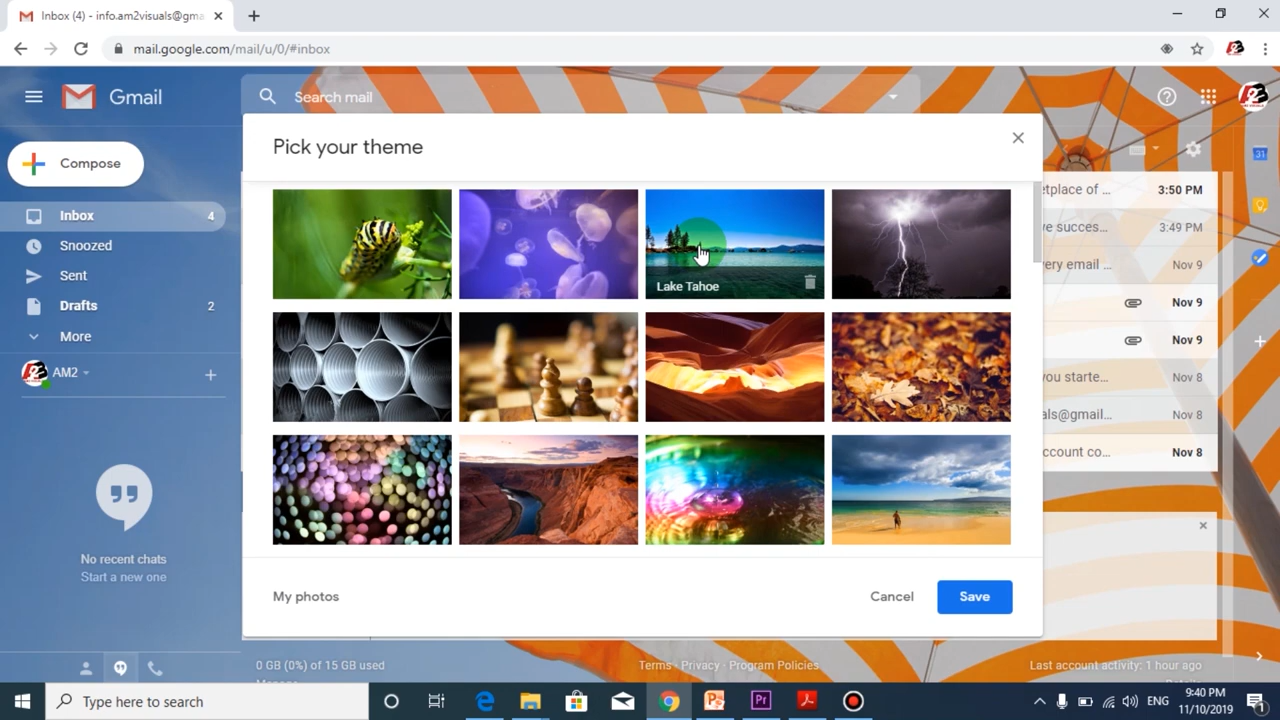 Inbox (4) - info.am2visuals@gma
mail.google.com/mail/u/0/#inbox
Gmail
Search mail
Compose
Pick your theme
Inbox 4
Snoozed
Sent
Drafts 2
More
AM2
No recent chats
Start a new one
Lake Tahoe
31
etplace of ... 3:50 PM
ve succes... 3:49 PM
very email ... Nov 9
Nov 9
Nov 9
you starte... Nov 8
als@gmail... Nov 8
ccount co... Nov 8
My photos
Cancel
Save
0 GB (0%) of 15 GB used
Terms · Privacy · Program Policies
Last account activity: 1 hour ago
Type here to search
ENG
9:40 PM
11/10/2019
1